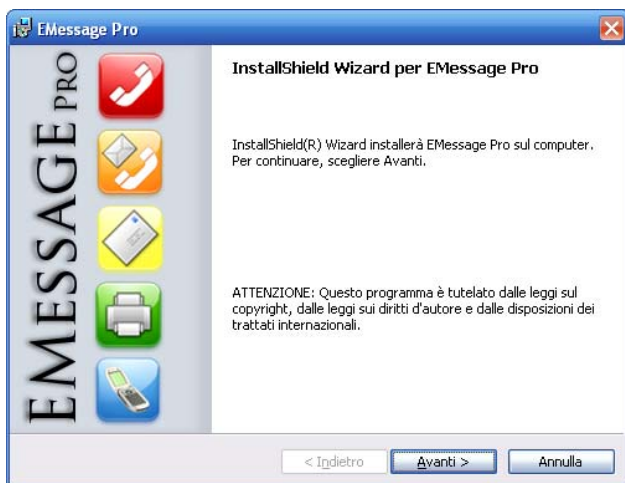 EMessage Pro
EMESSAGE PRO
InstallShield Wizard per EMessage Pro
InstallShield(R) Wizard installerà EMessage Pro sul computer.
Per continuare, scegliere Avanti.
ATTENZIONE: Questo programma è tutelato dalle leggi sul
copyright, dalle leggi sui diritti d'autore e dalle disposizioni dei
trattati internazionali.
< Indietro
Avanti >
Annulla